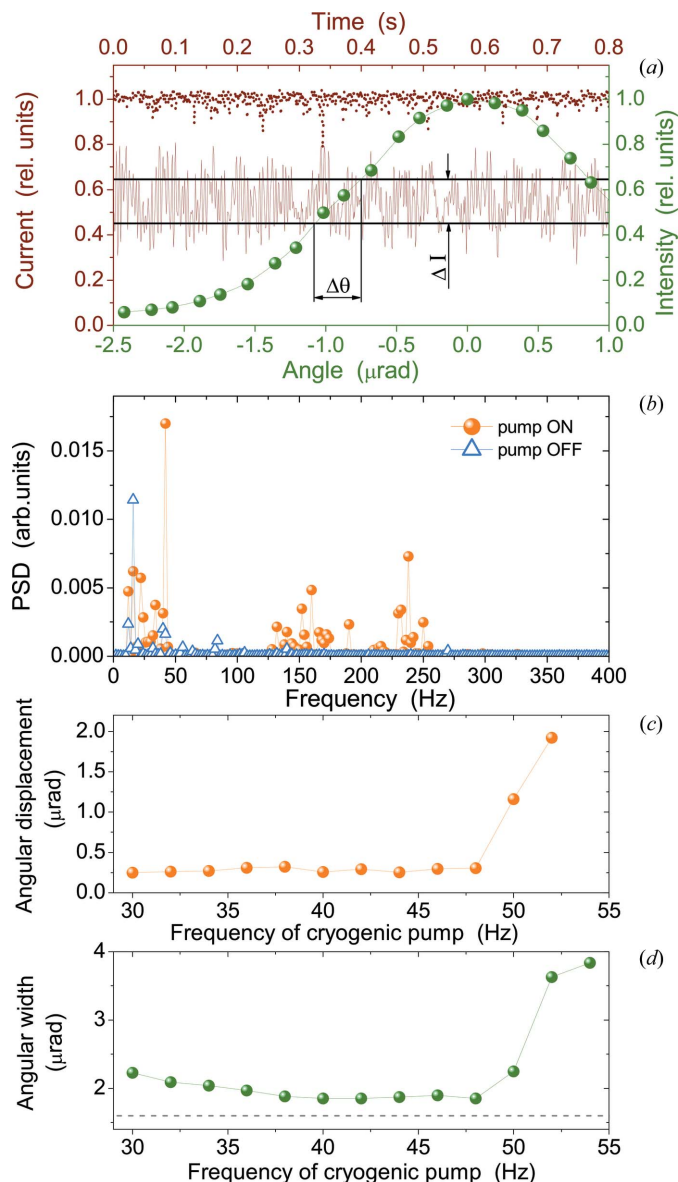 Time (s)
0.0 0.1 0.2 0.3 0.4 0.5 0.6 0.7 0.8
(a)
Current (rel. units)
1.0
0.8
0.6
0.4
0.2
0.0
Δθ
Δ I
1.0
0.8
0.6
0.4
0.2
0.0
Intensity (rel. units)
-2.5 -2.0 -1.5 -1.0 -0.5 0.0 0.5 1.0
Angle (μrad)
(b)
PSD (arb.units)
0.015
0.010
0.005
0.000
pump ON
pump OFF
0 50 100 150 200 250 300 350 400
Frequency (Hz)
(c)
Angular displacement
(μrad)
2.0
1.5
1.0
0.5
0.0
30 35 40 45 50 55
Frequency of cryogenic pump (Hz)
(d)
Angular width
(μrad)
4
3
2
30 35 40 45 50 55
Frequency of cryogenic pump (Hz)